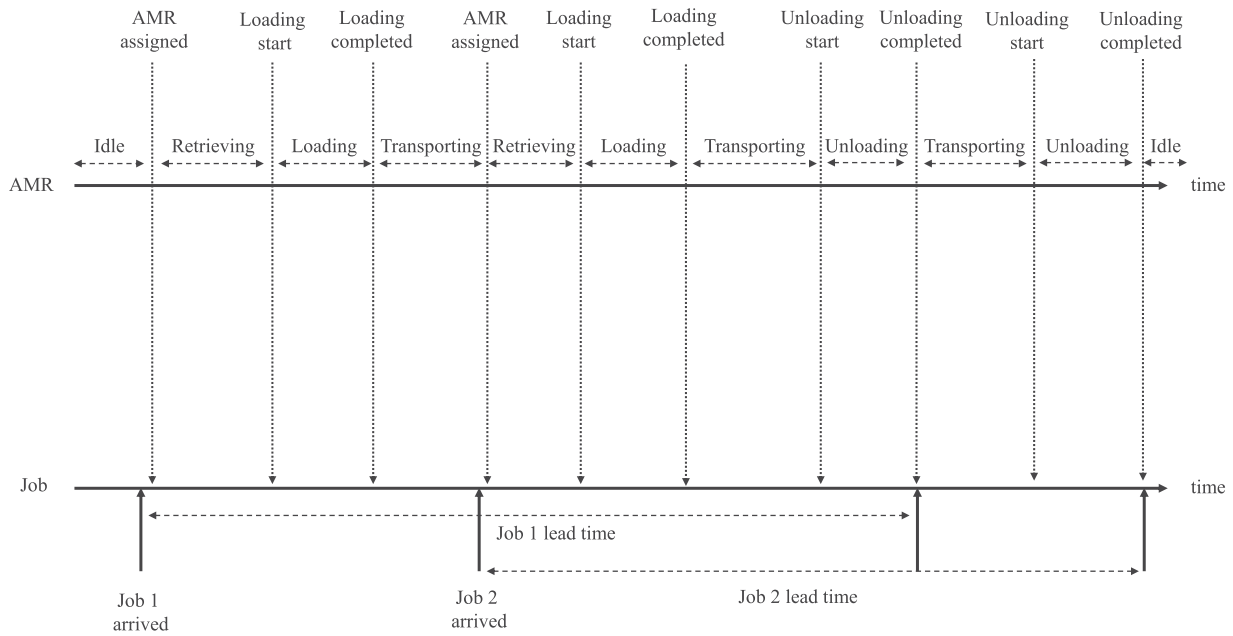 AMR
assigned
Loading
start
Loading
completed
AMR
assigned
Loading
start
Loading
completed
Unloading
start
Unloading
completed
Unloading
start
Unloading
completed
Idle
Retrieving
Loading
Transporting
Retrieving
Loading
Transporting
Unloading
Transporting
Unloading
Idle
AMR
time
Job
time
Job 1 lead time
Job 1
arrived
Job 2
arrived
Job 2 lead time